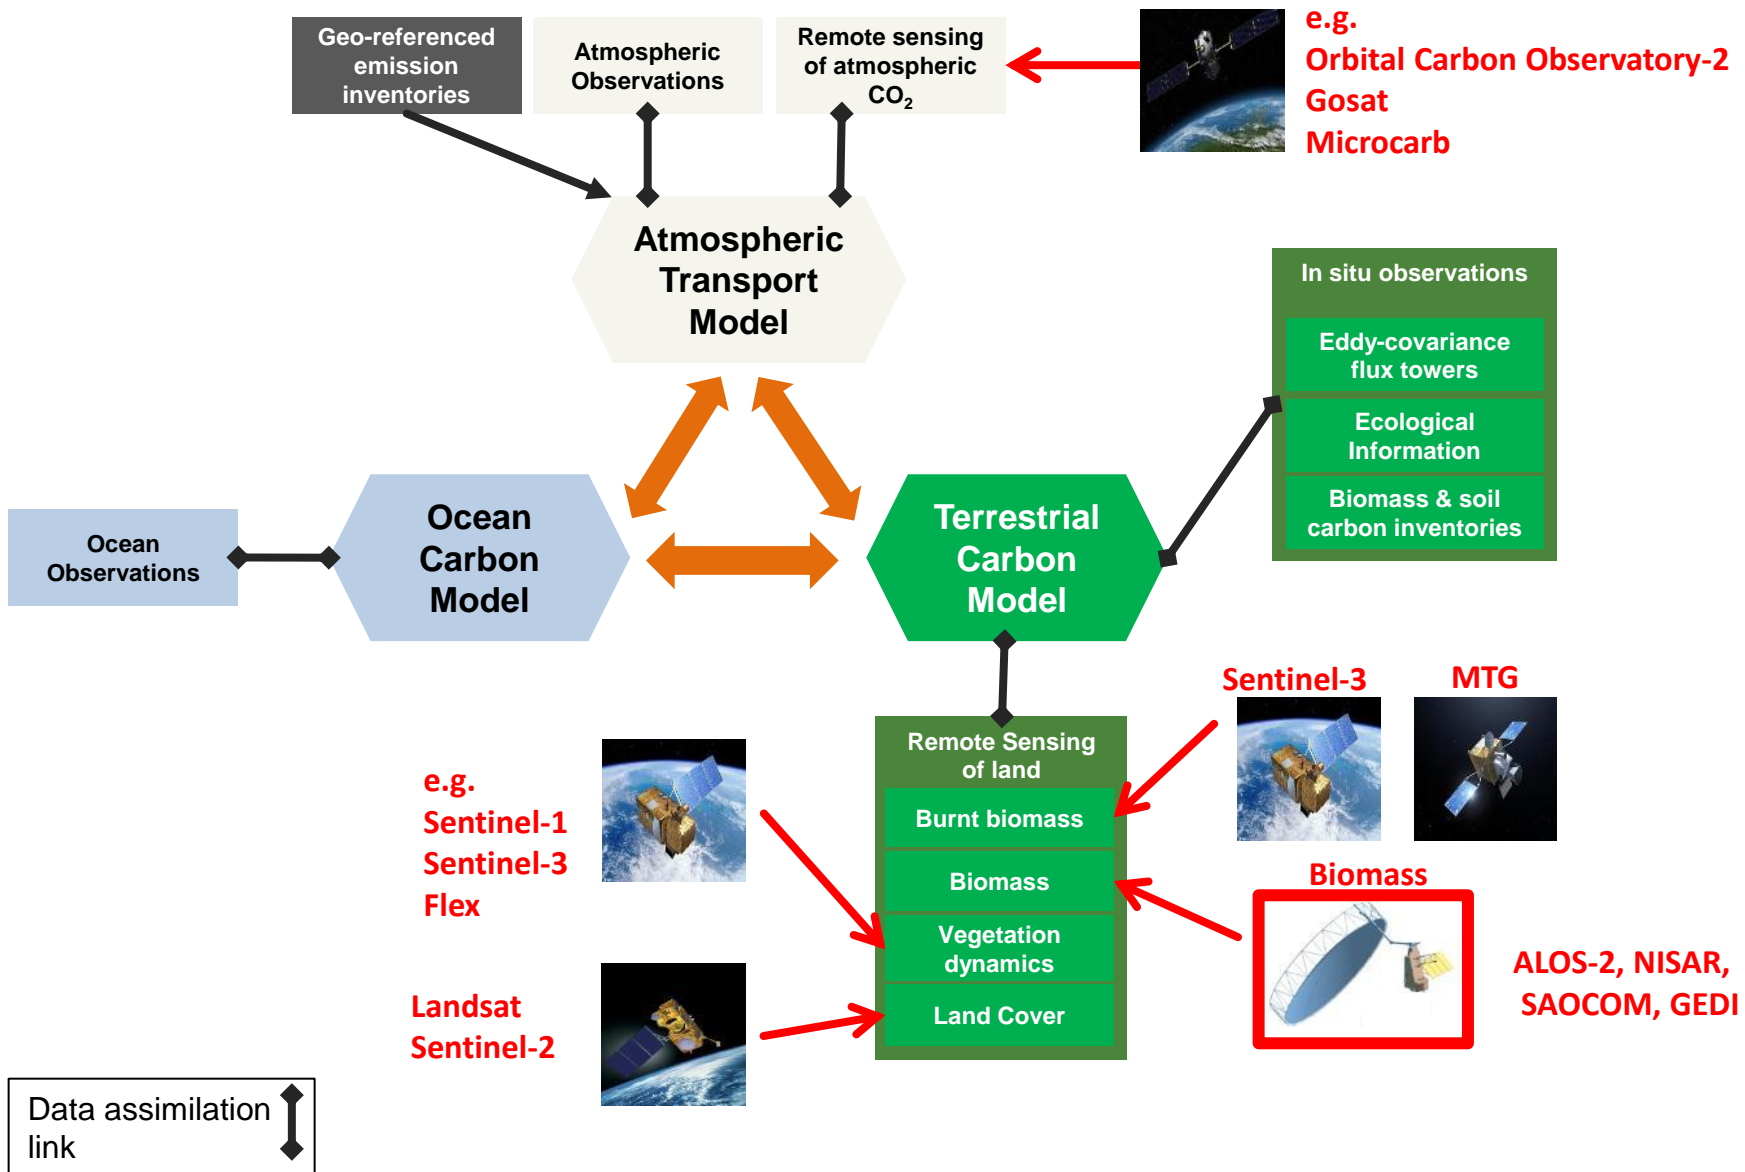 Geo-referenced
emission
inventories
Atmospheric
Observations
Remote sensing
of atmospheric
CO₂
e.g.
Orbital Carbon Observatory-2
Gosat
Microcarb
Atmospheric
Transport
Model
In situ observations
Eddy-covariance
flux towers
Ecological
Information
Biomass & soil
carbon inventories
Ocean
Observations
Ocean
Carbon
Model
Terrestrial
Carbon
Model
Sentinel-3
MTG
Remote Sensing
of land
Burnt biomass
Biomass
Vegetation
dynamics
Land Cover
e.g.
Sentinel-1
Sentinel-3
Flex
Landsat
Sentinel-2
Biomass
ALOS-2, NISAR,
SAOCOM, GEDI
Data assimilation
link